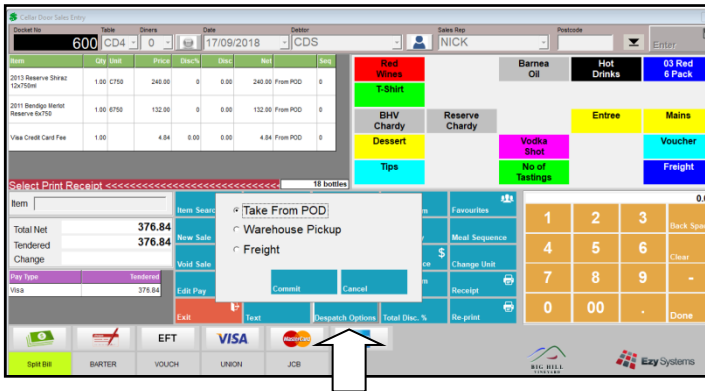 Cellar Door Sales Entry
Docket No Table Diners Date Debtor Sales Rep Postcode
600 CD4 0 17/09/2018 CDS NICK Enter
Item Qty Unit Price Disc% Disc Net Seq
2013 Reserve Shiraz 12x750ml 1.00 C750 240.00 0 0.00 240.00 From POD 0
2011 Bendigo Merlot Reserve 6x750 1.00 6750 132.00 0 0.00 132.00 From POD 0
Visa Credit Card Fee 1.00 4.84 0.00 0.00 4.84 From POD 0
Red Wines
Barnea Oil
Hot Drinks
03 Red 6 Pack
T-Shirt
BHV Chardy
Reserve Chardy
Entree
Mains
Dessert
Vodka Shot
Voucher
Tips
No of Tastings
Freight
Select Print Receipt <<<<<<<<<<<<<<<<<<<<<<<<<<<<< 18 bottles
Item
Total Net 376.84
Tendered 376.84
Change
Pay Type Tendered
Visa 376.84
Item Searc
New Sale
Void Sale
Edit Pay
Exit
Text
Despatch Options
Total Disc. %
Re-print
Take From POD
Warehouse Pickup
Freight
Commit Cancel
Favourites
Meal Sequence
$
Change Unit
Receipt
0.0
1 2 3 Back Spac
4 5 6 Clear
7 8 9 -
0 00 . Done
EFT VISA MasterCard
Split Bill BARTER VOUCH UNION JCB
BIG HILL
VINEYARD
Ezy Systems